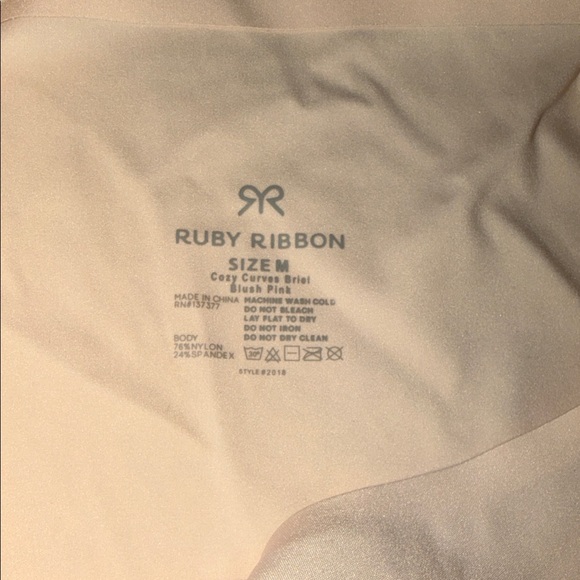 RUBY RIBBON
SIZE M
Cozy Curves Brief
Blush Pink
MADE IN CHINA
RN#137377
MACHINE WASH COLD
DO NOT BLEACH
LAY FLAT TO DRY
DO NOT IRON
DO NOT DRY CLEAN
BODY
76% NYLON
24% SPANDEX
STYLE#2018